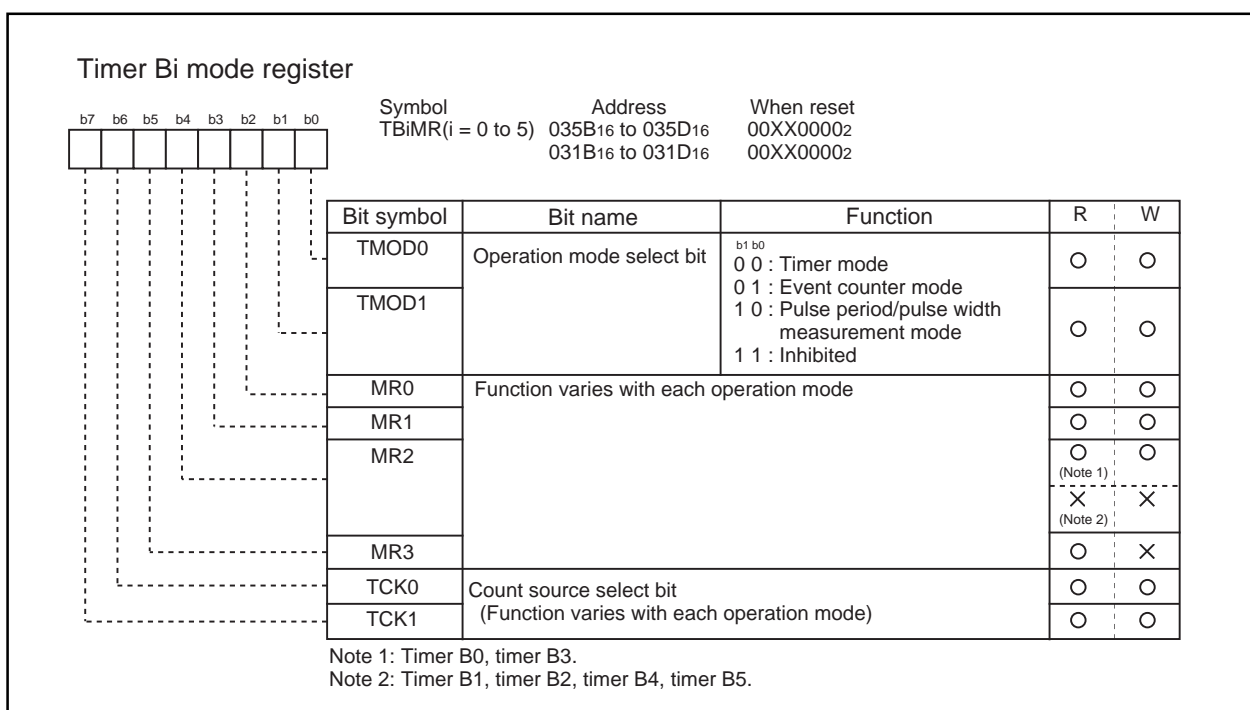 Timer Bi mode register
Symbol Address When reset
TBiMR(i = 0 to 5) 035B16 to 035D16 00XX00002
031B16 to 031D16 00XX00002
b7 b6 b5 b4 b3 b2 b1 b0
Bit symbol Bit name Function R W
TMOD0 Operation mode select bit
b1 b0
0 0 : Timer mode
0 1 : Event counter mode
TMOD1
1 0 : Pulse period/pulse width
measurement mode
1 1 : Inhibited
MR0 Function varies with each operation mode
MR1
MR2
(Note 1)
(Note 2)
MR3
TCK0 Count source select bit
TCK1 (Function varies with each operation mode)
Note 1: Timer B0, timer B3.
Note 2: Timer B1, timer B2, timer B4, timer B5.